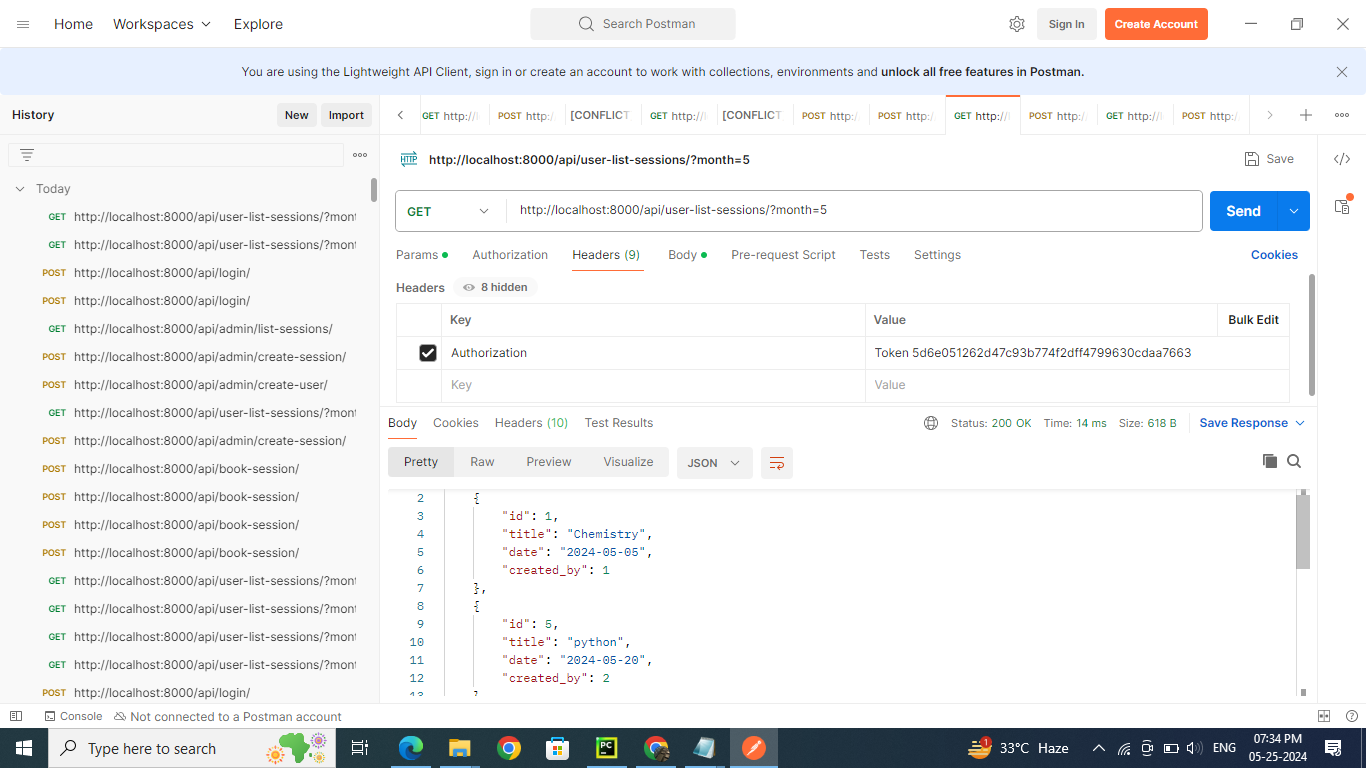 Home Workspaces Explore Search Postman Sign In Create Account
You are using the Lightweight API Client, sign in or create an account to work with collections, environments and unlock all free features in Postman.
History New Import
GET http:// POST http:/ [CONFLICT GET http:// [CONFLICT POST http:/ POST http:/ GET http:// POST http:/ GET http:// POST http:/
HTTP http://localhost:8000/api/user-list-sessions/?month=5 Save
Today
GET http://localhost:8000/api/user-list-sessions/?mont
GET http://localhost:8000/api/user-list-sessions/?mont
POST http://localhost:8000/api/login/
POST http://localhost:8000/api/login/
GET http://localhost:8000/api/admin/list-sessions/
POST http://localhost:8000/api/admin/create-session/
POST http://localhost:8000/api/admin/create-user/
GET http://localhost:8000/api/user-list-sessions/?mont
POST http://localhost:8000/api/admin/create-session/
POST http://localhost:8000/api/book-session/
POST http://localhost:8000/api/book-session/
POST http://localhost:8000/api/book-session/
POST http://localhost:8000/api/book-session/
GET http://localhost:8000/api/user-list-sessions/?mont
GET http://localhost:8000/api/user-list-sessions/?mont
GET http://localhost:8000/api/user-list-sessions/?mont
GET http://localhost:8000/api/user-list-sessions/?mont
POST http://localhost:8000/api/login/
GET http://localhost:8000/api/user-list-sessions/?month=5 Send
Params Authorization Headers (9) Body Pre-request Script Tests Settings Cookies
Headers 8 hidden
Key Value Bulk Edit
Authorization Token 5d6e051262d47c93b774f2dff4799630cdaa7663
Key Value
Body Cookies Headers (10) Test Results Status: 200 OK Time: 14 ms Size: 618 B Save Response
Pretty Raw Preview Visualize JSON
2 {
3 "id": 1,
4 "title": "Chemistry",
5 "date": "2024-05-05",
6 "created_by": 1
7 },
8 {
9 "id": 5,
10 "title": "python",
11 "date": "2024-05-20",
12 "created_by": 2
13
Console Not connected to a Postman account
Type here to search PC 1 33°C Haze ENG 07:34 PM
05-25-2024